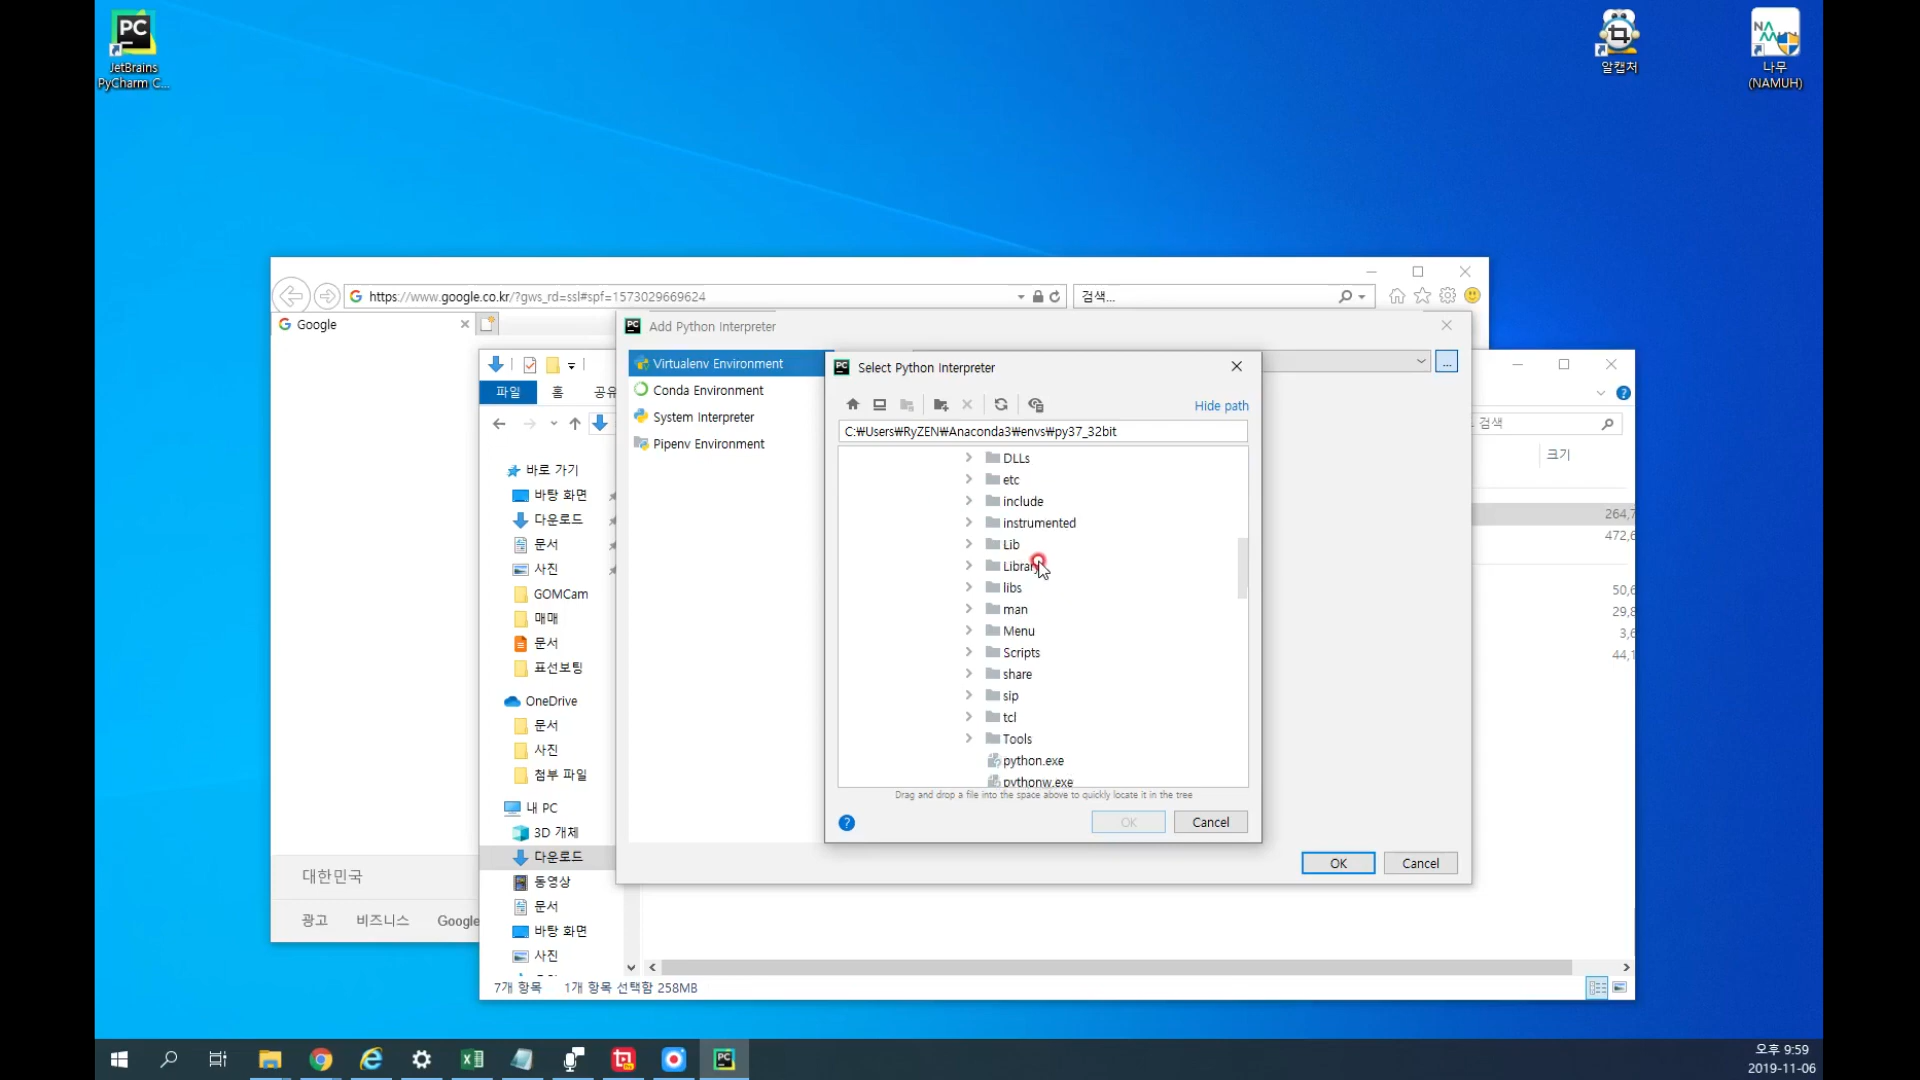 PC
JetBrains
PyCharm C...
알캡처
NAMUH
나무
(NAMUH)
https://www.google.co.kr/?gws_rd=ssl#spf=1573029669624
검색...
Google
PC Add Python Interpreter
Virtualenv Environment
Conda Environment
System Interpreter
Pipenv Environment
...
PC Select Python Interpreter
Hide path
C:₩Users₩RyZEN₩Anaconda3₩envs₩py37_32bit
DLLs
etc
include
instrumented
Lib
Library
libs
man
Menu
Scripts
share
sip
tcl
Tools
python.exe
pythonw.exe
Drag and drop a file into the space above to quickly locate it in the tree
OK
Cancel
OK
Cancel
파일
홈
공유
검색
크기
264,7
472,6
50,6
29,8
3,6
44,1
바로 가기
바탕 화면
다운로드
문서
사진
GOMCam
매매
문서
표선보팅
OneDrive
문서
사진
첨부 파일
내 PC
3D 개체
다운로드
동영상
문서
바탕 화면
사진
7개 항목
1개 항목 선택함 258MB
대한민국
광고
비즈니스
Google
PC
오후 9:59
2019-11-06